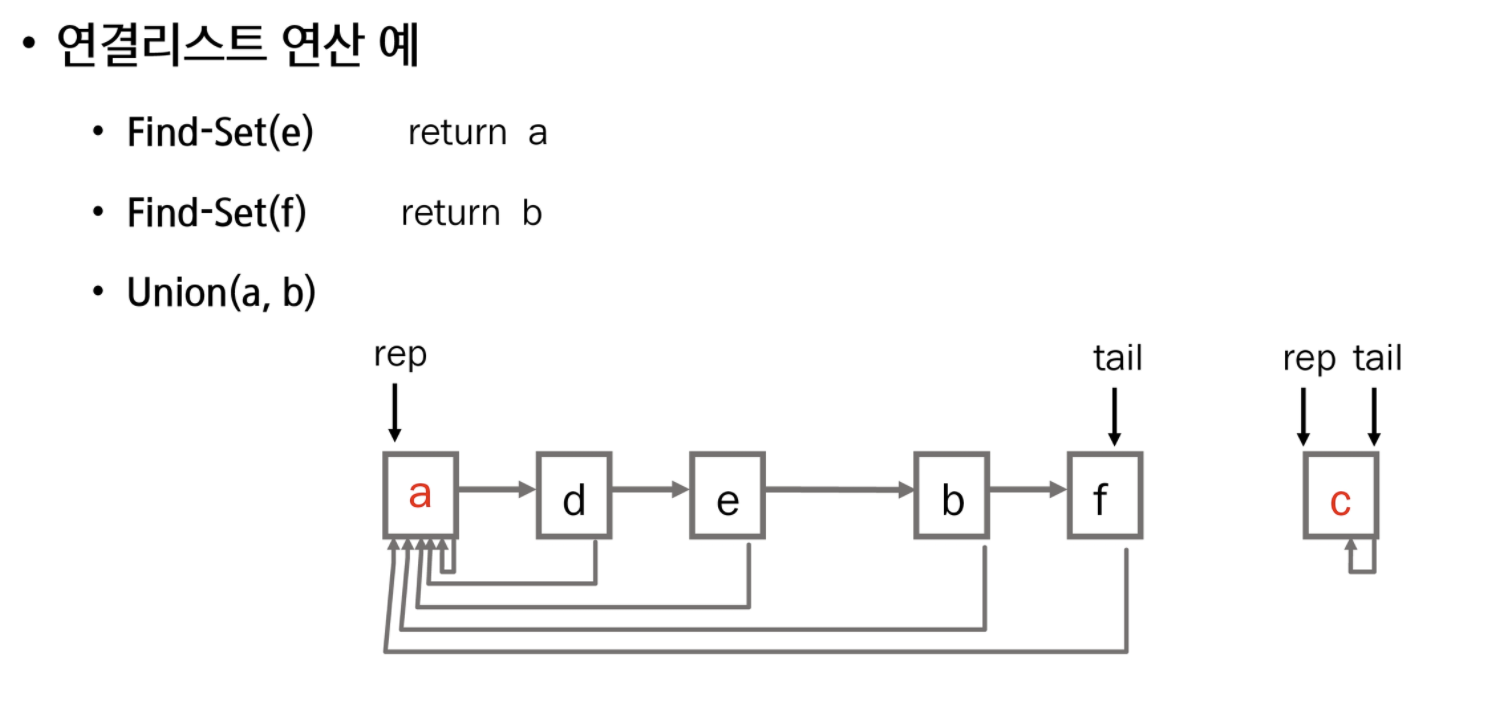 • 연결리스트 연산 예
• Find-Set(e) return a
• Find-Set(f) return b
• Union(a, b)
rep tail rep tail
a d e b f c